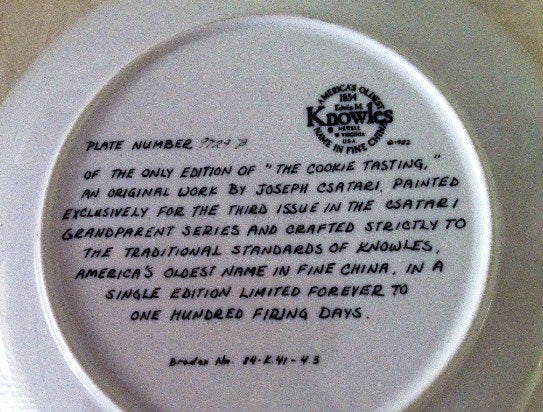 AMERICA'S OLDEST
1854
Edwin M.
Knowles
NEWELL
W VIRGINIA
U.S.A
NAME IN FINE CHINA
©1982
PLATE NUMBER
OF THE ONLY EDITION OF "THE COOKIE TASTING,"
AN ORIGINAL WORK BY JOSEPH CSATARI, PAINTED
EXCLUSIVELY FOR THE THIRD ISSUE IN THE CSATARI
GRANDPARENT SERIES AND CRAFTED STRICTLY TO
THE TRADITIONAL STANDARDS OF KNOWLES,
AMERICA'S OLDEST NAME IN FINE CHINA, IN A
SINGLE EDITION LIMITED FOREVER TO
ONE HUNDRED FIRING DAYS.
Bradex No. 84-K41-4.3